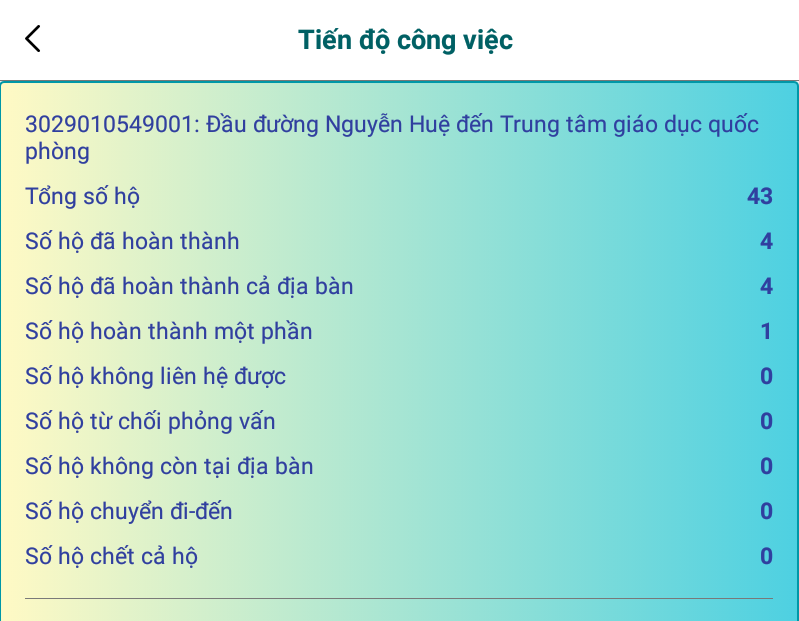 Tiến độ công việc
3029010549001: Đầu đường Nguyễn Huệ đến Trung tâm giáo dục quốc
phòng
Tổng số hộ 43
Số hộ đã hoàn thành 4
Số hộ đã hoàn thành cả địa bàn 4
Số hộ hoàn thành một phần 1
Số hộ không liên hệ được 0
Số hộ từ chối phỏng vấn 0
Số hộ không còn tại địa bàn 0
Số hộ chuyển đi-đến 0
Số hộ chết cả hộ 0